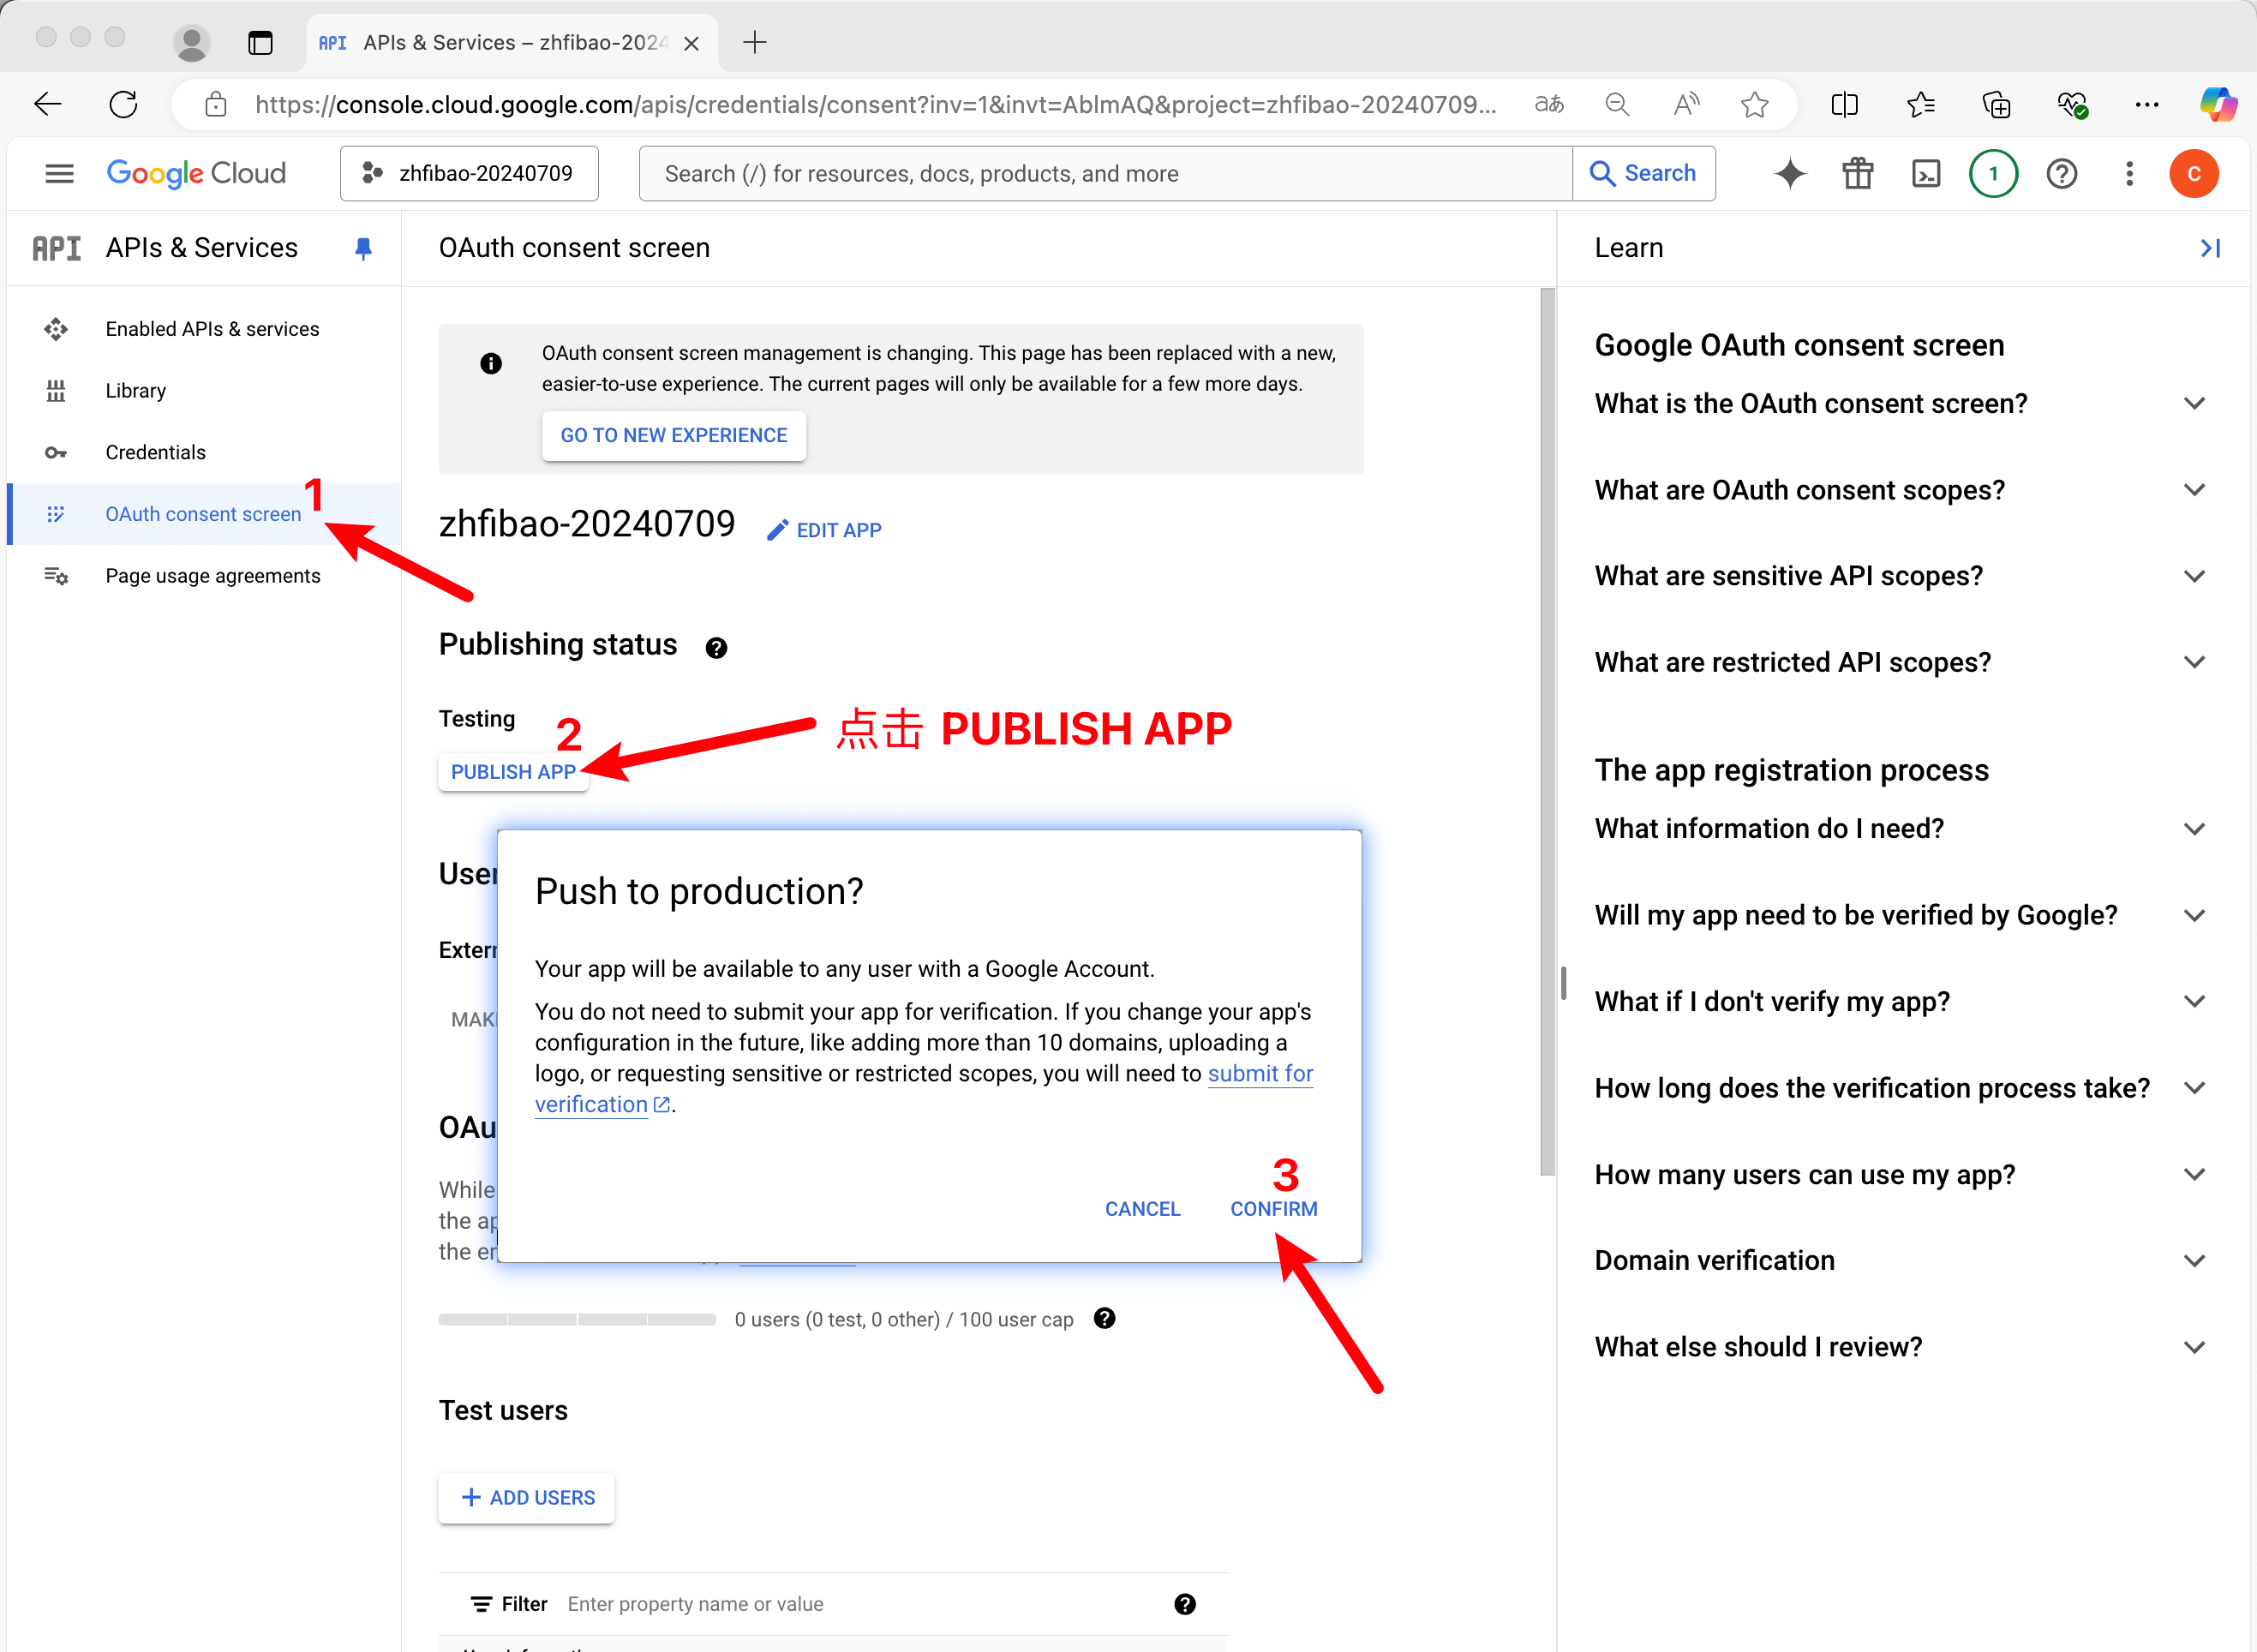 API APIs & Services – zhfibao-2024
https://console.cloud.google.com/apis/credentials/consent?inv=1&invt=AblmAQ&project=zhfibao-20240709...
Google Cloud
zhfibao-20240709
Search (/) for resources, docs, products, and more
Search
1
C
API APIs & Services
Enabled APIs & services
Library
Credentials
OAuth consent screen
1
Page usage agreements
OAuth consent screen
OAuth consent screen management is changing. This page has been replaced with a new,
easier-to-use experience. The current pages will only be available for a few more days.
GO TO NEW EXPERIENCE
zhfibao-20240709
EDIT APP
Publishing status
Testing
2
点击 PUBLISH APP
PUBLISH APP
User
Extern
MAK
Push to production?
Your app will be available to any user with a Google Account.
You do not need to submit your app for verification. If you change your app's
configuration in the future, like adding more than 10 domains, uploading a
logo, or requesting sensitive or restricted scopes, you will need to submit for
verification.
3
CANCEL
CONFIRM
OAu
While
the ap
the er
0 users (0 test, 0 other) / 100 user cap
Test users
+ ADD USERS
Filter Enter property name or value
Learn
Google OAuth consent screen
What is the OAuth consent screen?
What are OAuth consent scopes?
What are sensitive API scopes?
What are restricted API scopes?
The app registration process
What information do I need?
Will my app need to be verified by Google?
What if I don't verify my app?
How long does the verification process take?
How many users can use my app?
Domain verification
What else should I review?